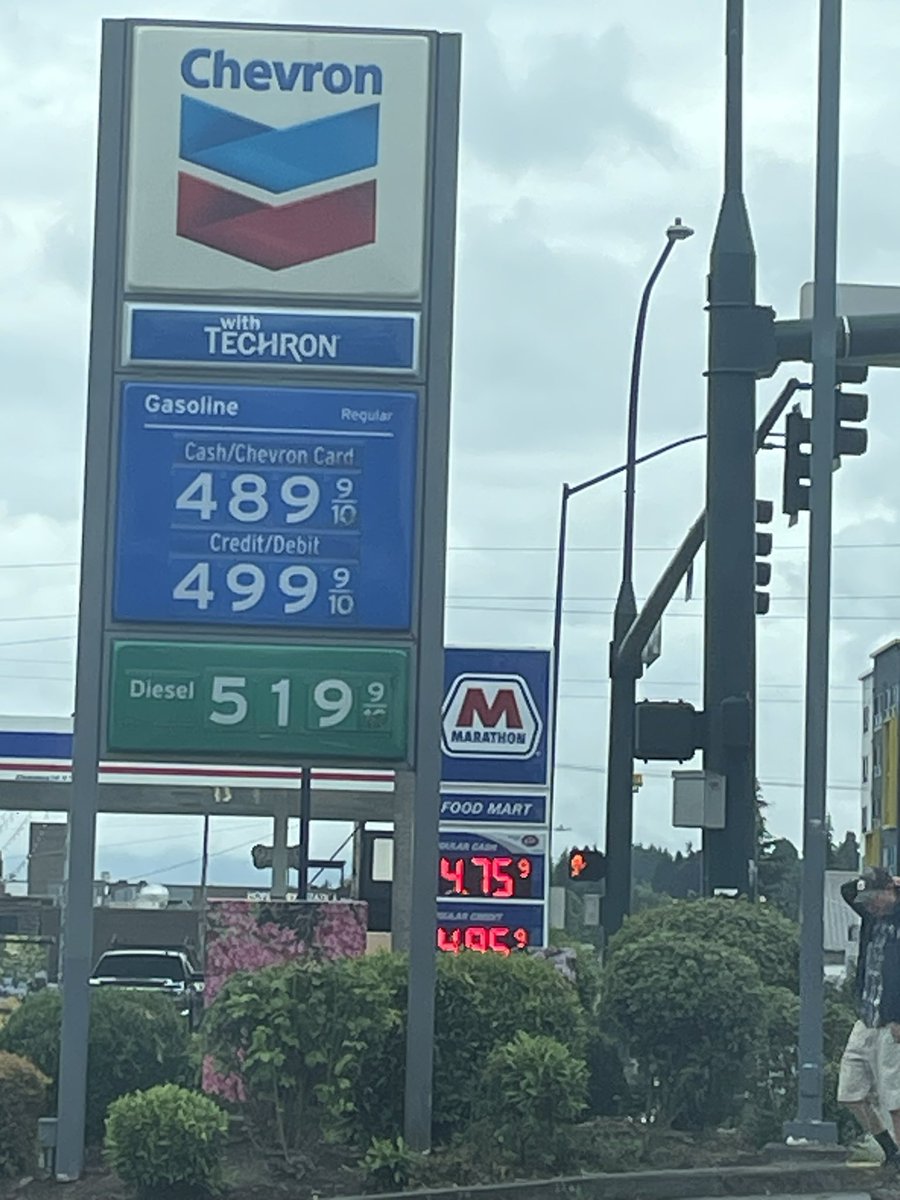 Chevron
with
TECHRON
Gasoline Regular
Cash/Chevron Card
489 9/10
Credit/Debit
499 9/10
Diesel 519 9/10
M
MARATHON
FOOD MART
4.75 9
4.95 9